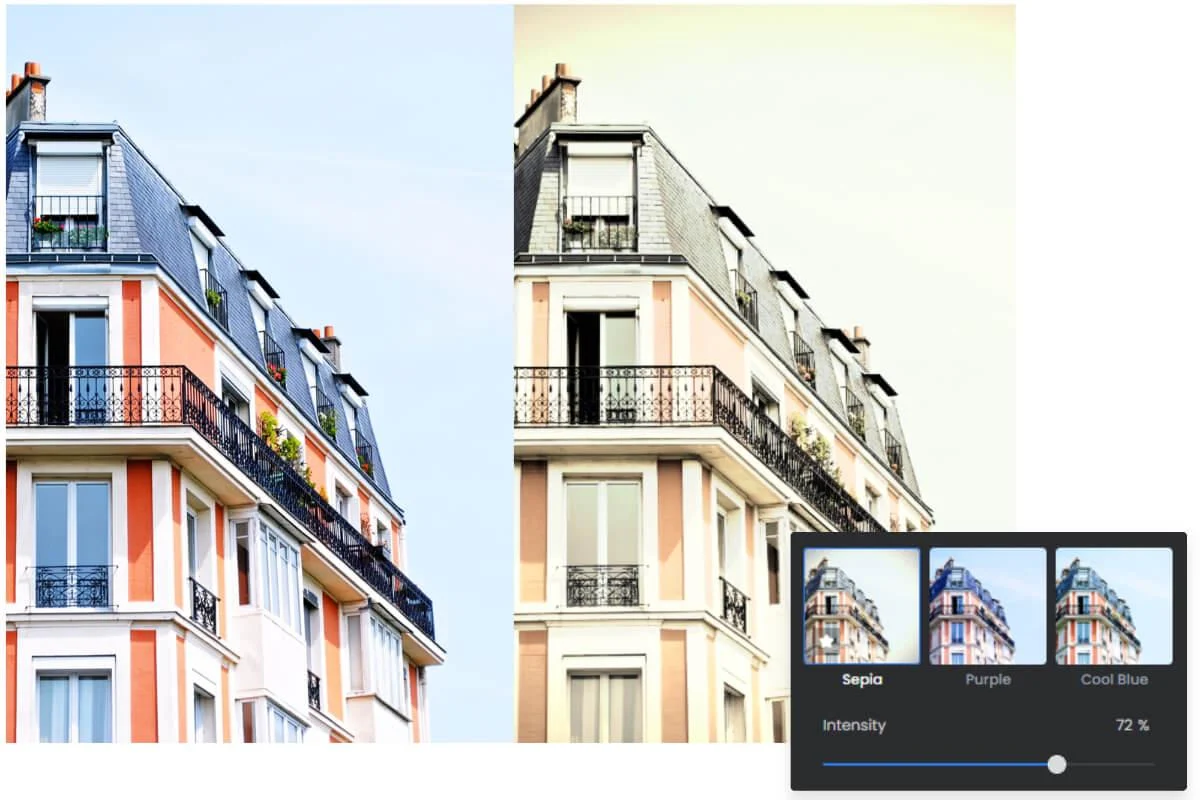 Sepia
Purple
Cool Blue
Intensity
72 %